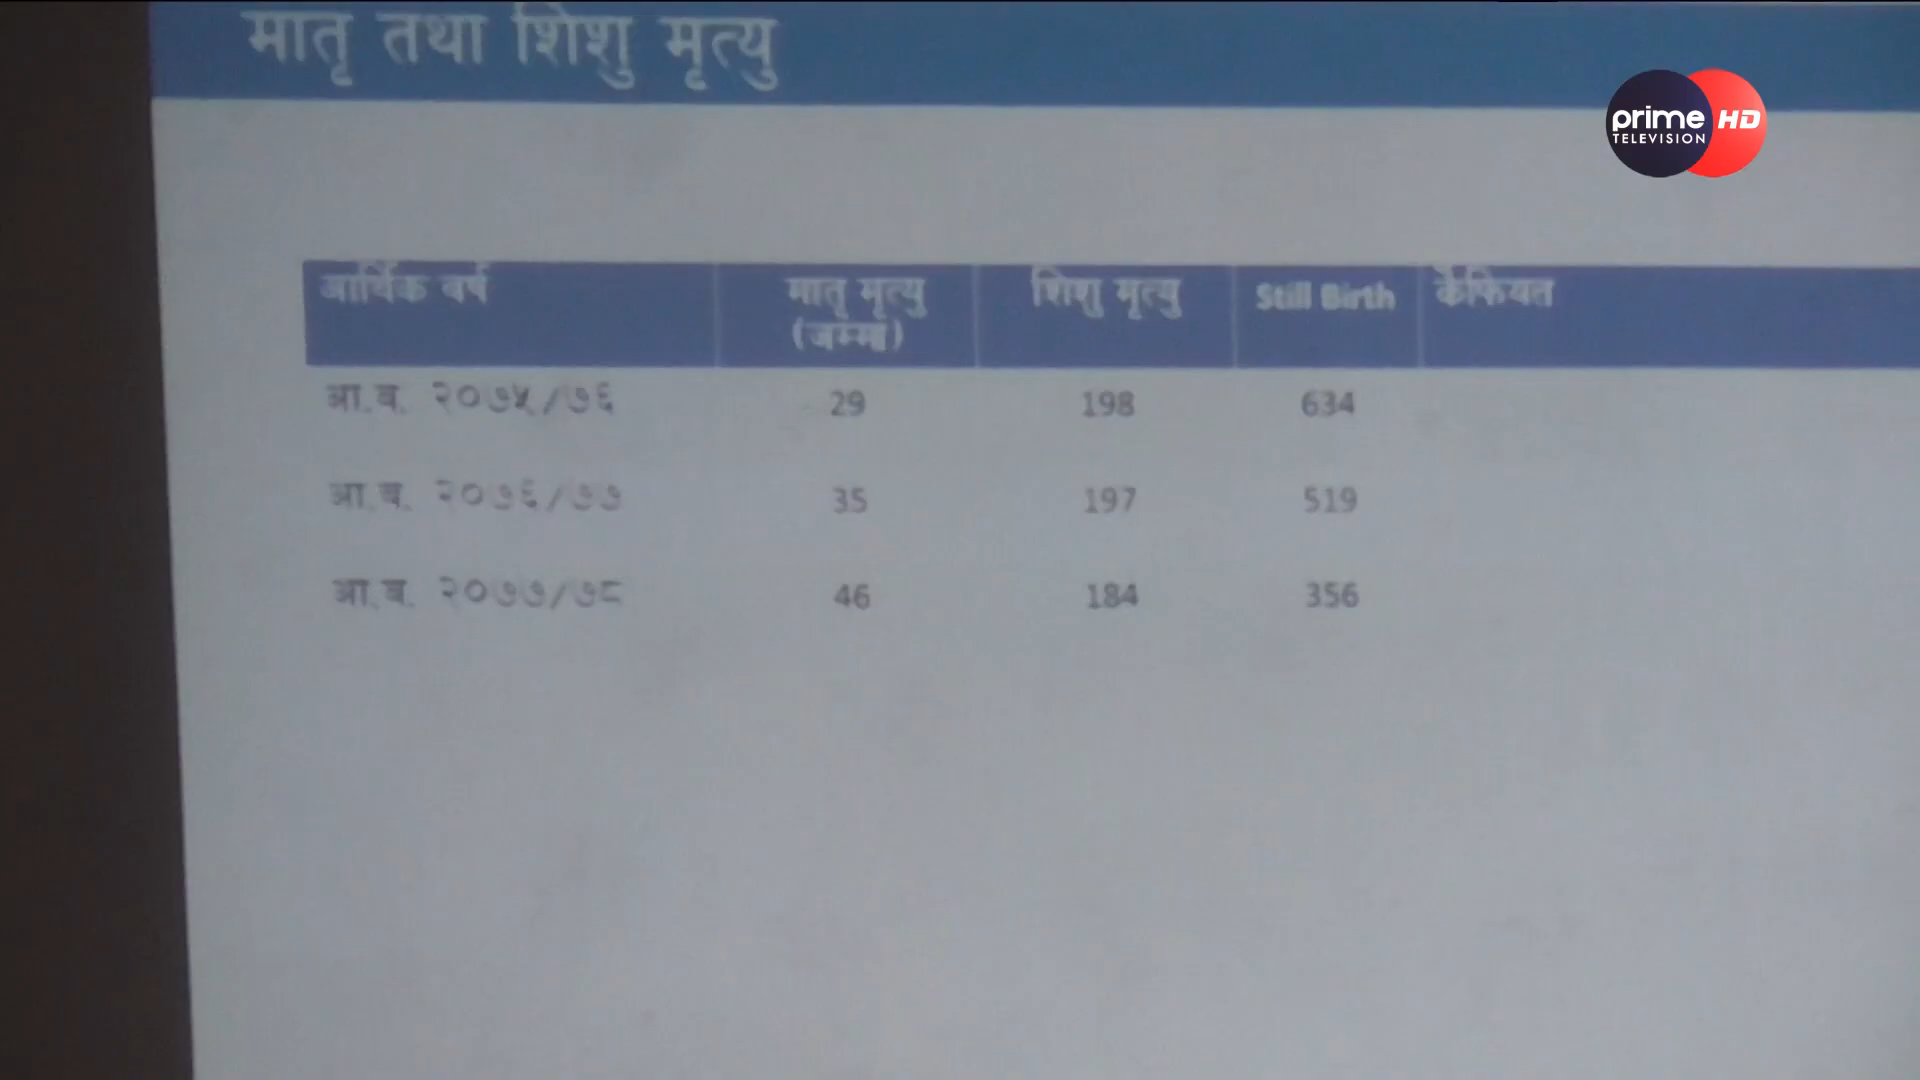 मातृ तथा शिशु मृत्यु
prime HD
TELEVISION
आर्थिक वर्ष मातृ मृत्यु (जम्मा) शिशु मृत्यु Still Birth कैफियत
आ.ब. २०७५/७६ 29 198 634
आ.ब. २०७६/७७ 35 197 519
आ.ब. २०७७/७८ 46 184 356